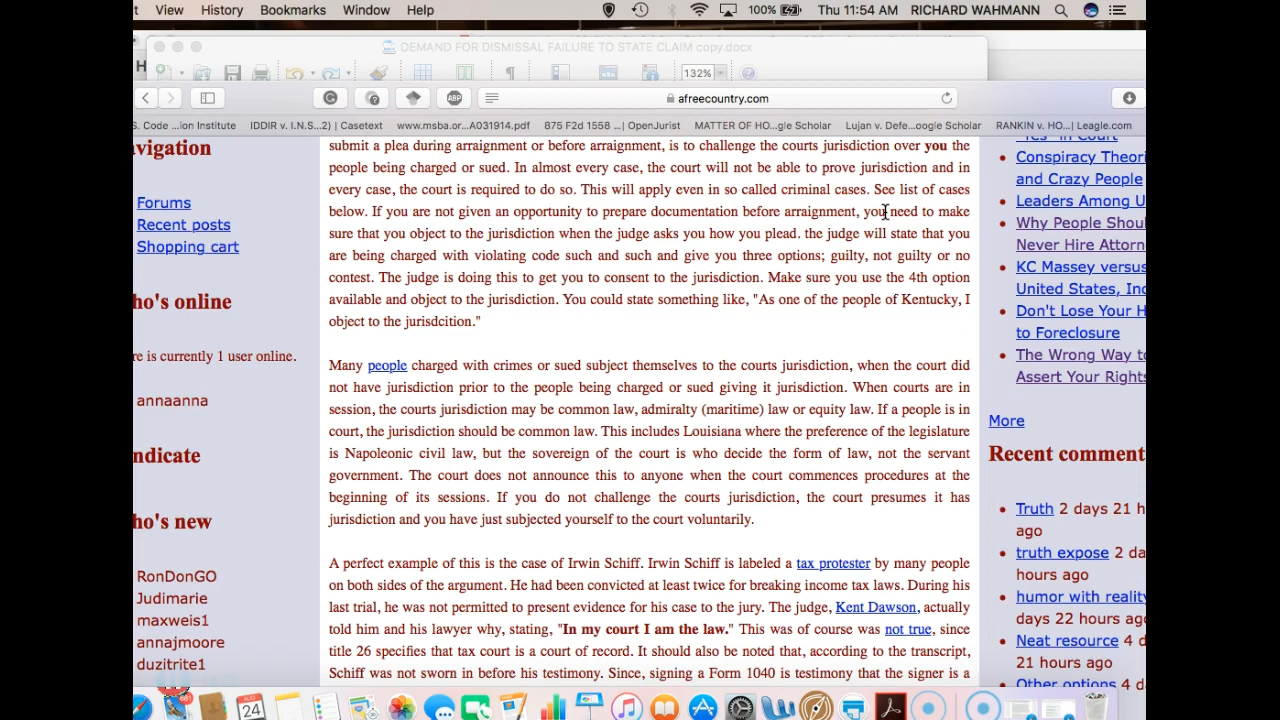 View History Bookmarks Window Help 100% Thu 11:54 AM RICHARD WAHMANN
DEMAND FOR DISMISSAL FAILURE TO STATE CLAIM copy.docx
132%
afreecountry.com
S. Code ...ion Institute IDDIR v. I.N.S...2) | Casetext www.msba.or...A031914.pdf 875 F2d 1558 ... | OpenJurist MATTER OF HO...gle Scholar Lujan v. Defe...oogle Scholar RANKIN v. HO... | Leagle.com
avigation
Forums
Recent posts
Shopping cart
ho's online
re is currently 1 user online.
annaanna
ndicate
ho's new
RonDonGO
Judimarie
maxweis1
annajmoore
duzitrite1
submit a plea during arraignment or before arraignment, is to challenge the courts jurisdiction over you the
people being charged or sued. In almost every case, the court will not be able to prove jurisdiction and in
every case, the court is required to do so. This will apply even in so called criminal cases. See list of cases
below. If you are not given an opportunity to prepare documentation before arraignment, you need to make
sure that you object to the jurisdiction when the judge asks you how you plead. the judge will state that you
are being charged with violating code such and such and give you three options; guilty, not guilty or no
contest. The judge is doing this to get you to consent to the jurisdiction. Make sure you use the 4th option
available and object to the jurisdiction. You could state something like, "As one of the people of Kentucky, I
object to the jurisdcition."
Many people charged with crimes or sued subject themselves to the courts jurisdiction, when the court did
not have jurisdiction prior to the people being charged or sued giving it jurisdiction. When courts are in
session, the courts jurisdiction may be common law, admiralty (maritime) law or equity law. If a people is in
court, the jurisdiction should be common law. This includes Louisiana where the preference of the legislature
is Napoleonic civil law, but the sovereign of the court is who decide the form of law, not the servant
government. The court does not announce this to anyone when the court commences procedures at the
beginning of its sessions. If you do not challenge the courts jurisdiction, the court presumes it has
jurisdiction and you have just subjected yourself to the court voluntarily.
A perfect example of this is the case of Irwin Schiff. Irwin Schiff is labeled a tax protester by many people
on both sides of the argument. He had been convicted at least twice for breaking income tax laws. During his
last trial, he was not permitted to present evidence for his case to the jury. The judge, Kent Dawson, actually
told him and his lawyer why, stating, "In my court I am the law." This was of course was not true, since
title 26 specifies that tax court is a court of record. It should also be noted that, according to the transcript,
Schiff was not sworn in before his testimony. Since, signing a Form 1040 is testimony that the signer is a
"Yes" in Court
Conspiracy Theori
and Crazy People
Leaders Among U
Why People Shou
Never Hire Attorn
KC Massey versus
United States, Inc
Don't Lose Your H
to Foreclosure
The Wrong Way to
Assert Your Rights
More
Recent comment
Truth 2 days 21 h
ago
truth expose 2 da
hours ago
humor with reality
days 22 hours ago
Neat resource 4 d
21 hours ago
Other options 4 d
24